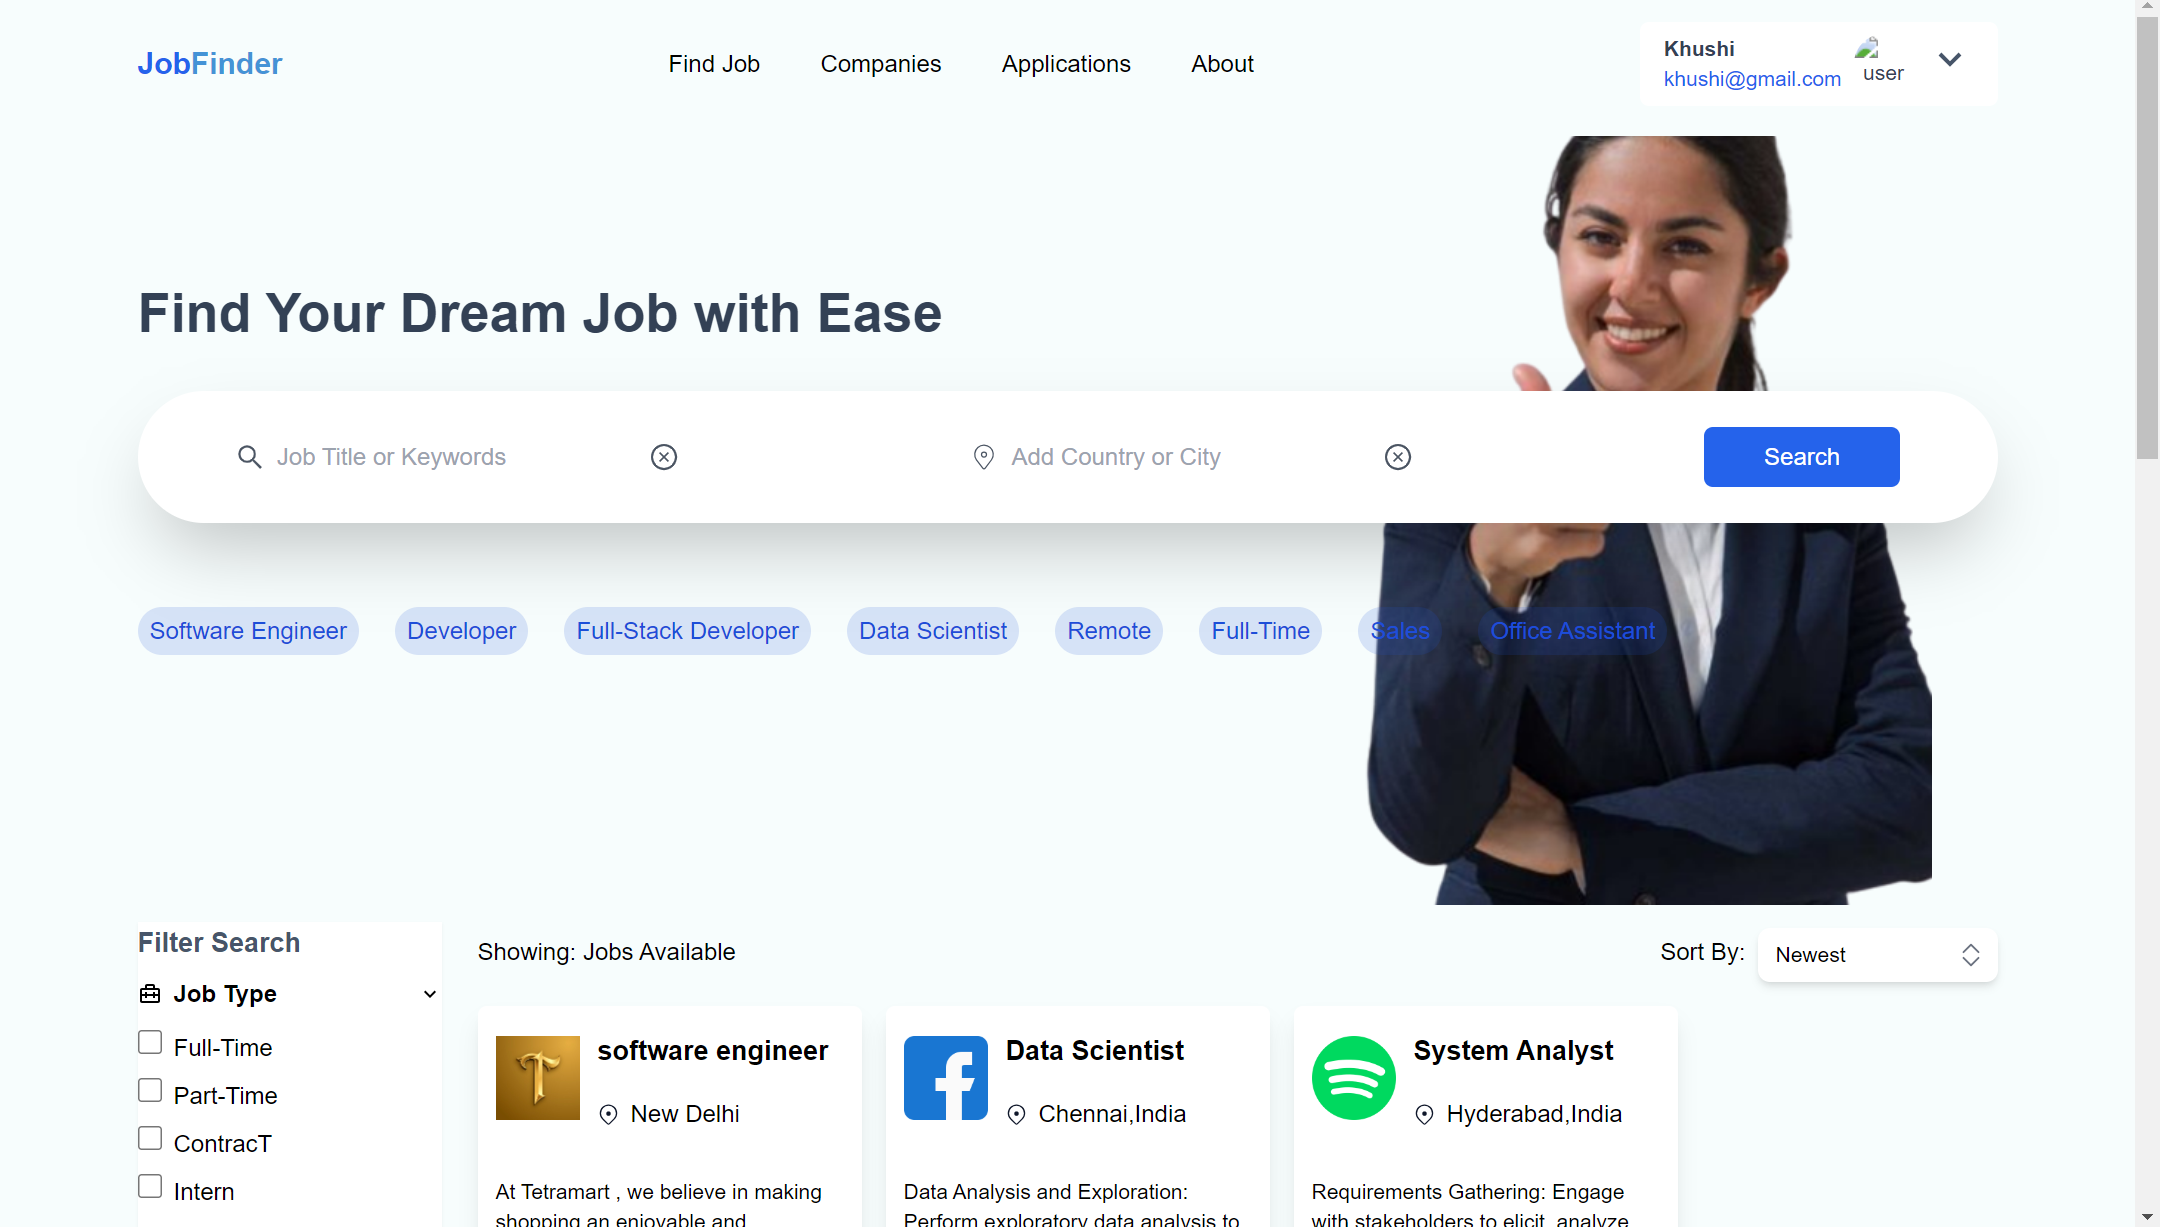 JobFinder
Find Job
Companies
Applications
About
Khushi
khushi@gmail.com
user
Find Your Dream Job with Ease
Job Title or Keywords
Add Country or City
Search
Software Engineer
Developer
Full-Stack Developer
Data Scientist
Remote
Full-Time
Sales
Office Assistant
Filter Search
Job Type
Full-Time
Part-Time
ContracT
Intern
Showing: Jobs Available
Sort By:
Newest
software engineer
New Delhi
At Tetramart , we believe in making
shopping an enjoyable and
Data Scientist
Chennai,India
Data Analysis and Exploration:
Perform exploratory data analysis to
System Analyst
Hyderabad,India
Requirements Gathering: Engage
with stakeholders to elicit, analyze,